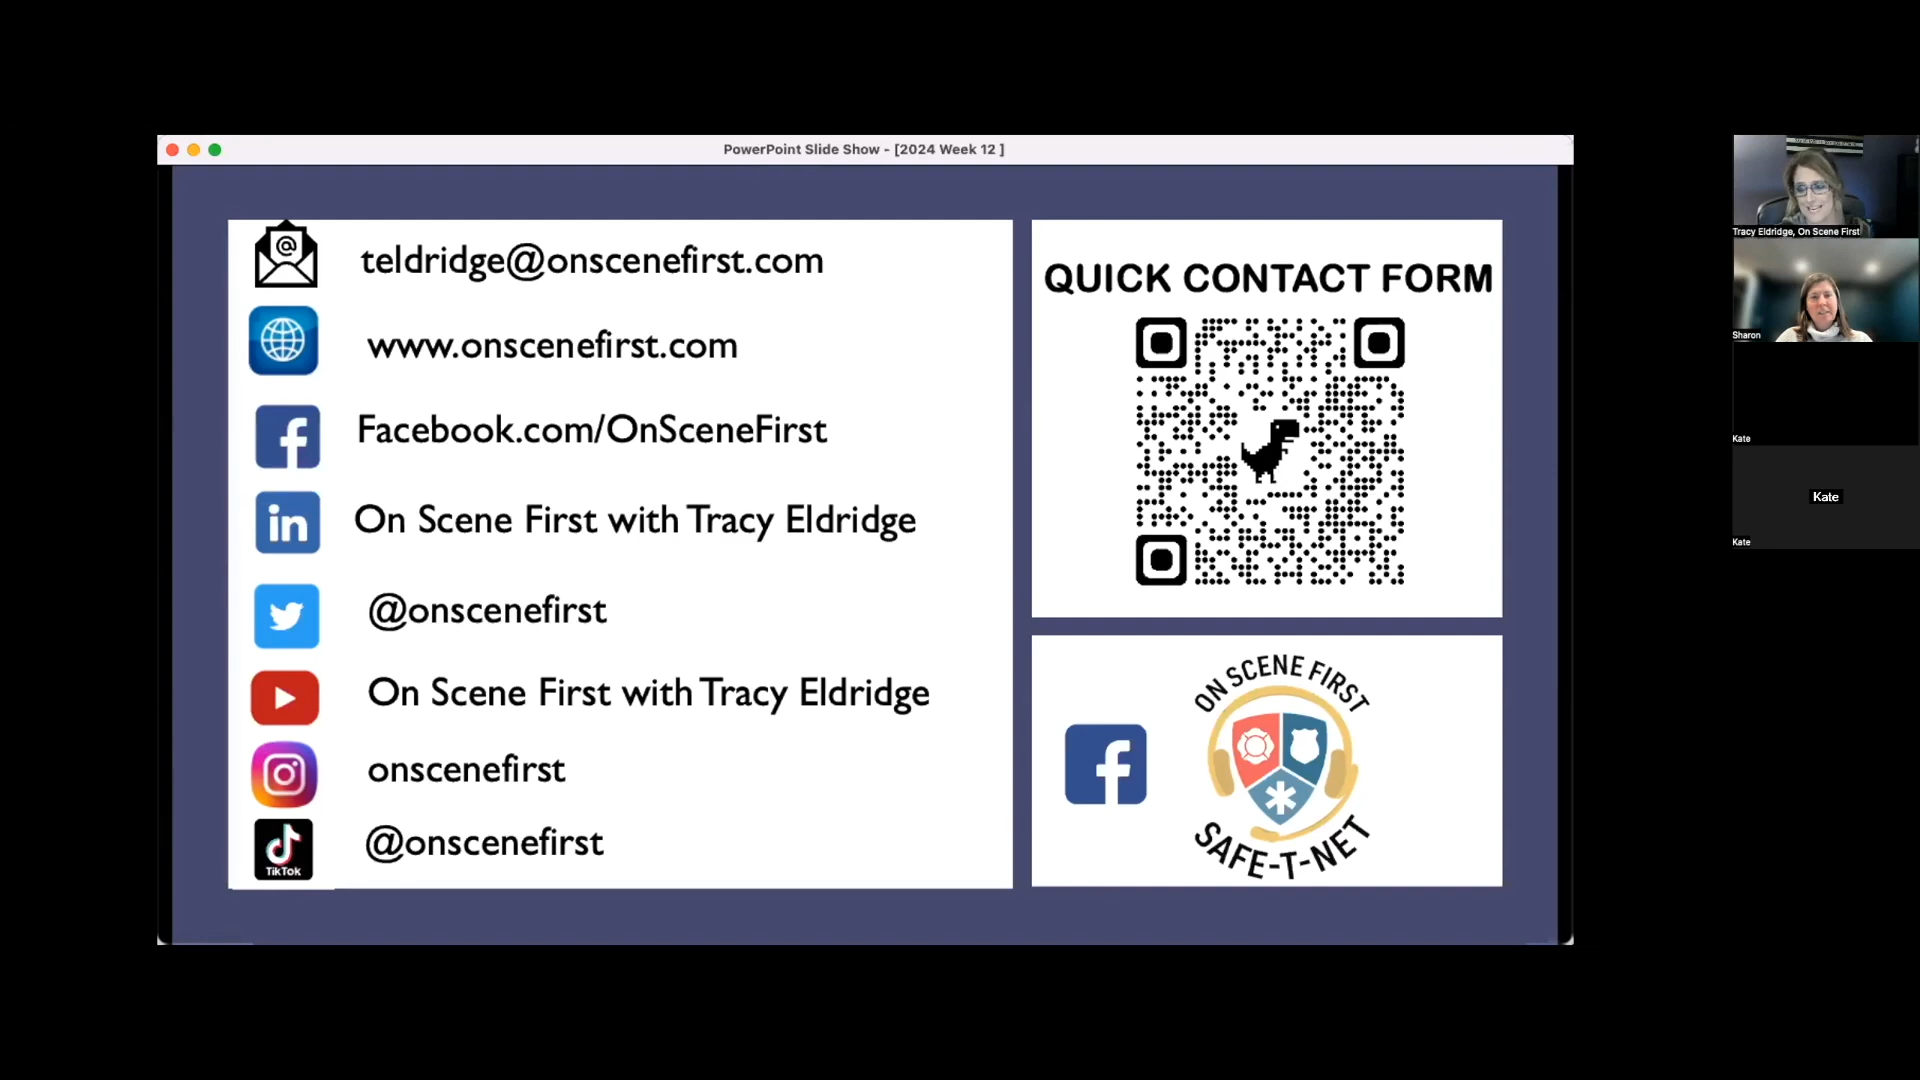 PowerPoint Slide Show - [2024 Week 12 ]
teldridge@onscenefirst.com
www.onscenefirst.com
Facebook.com/OnSceneFirst
in
On Scene First with Tracy Eldridge
@onscenefirst
On Scene First with Tracy Eldridge
onscenefirst
TikTok
@onscenefirst
QUICK CONTACT FORM
ON SCENE FIRST
SAFE-T-NET
Tracy Eldridge, On Scene First
Sharon
Kate
Kate
Kate